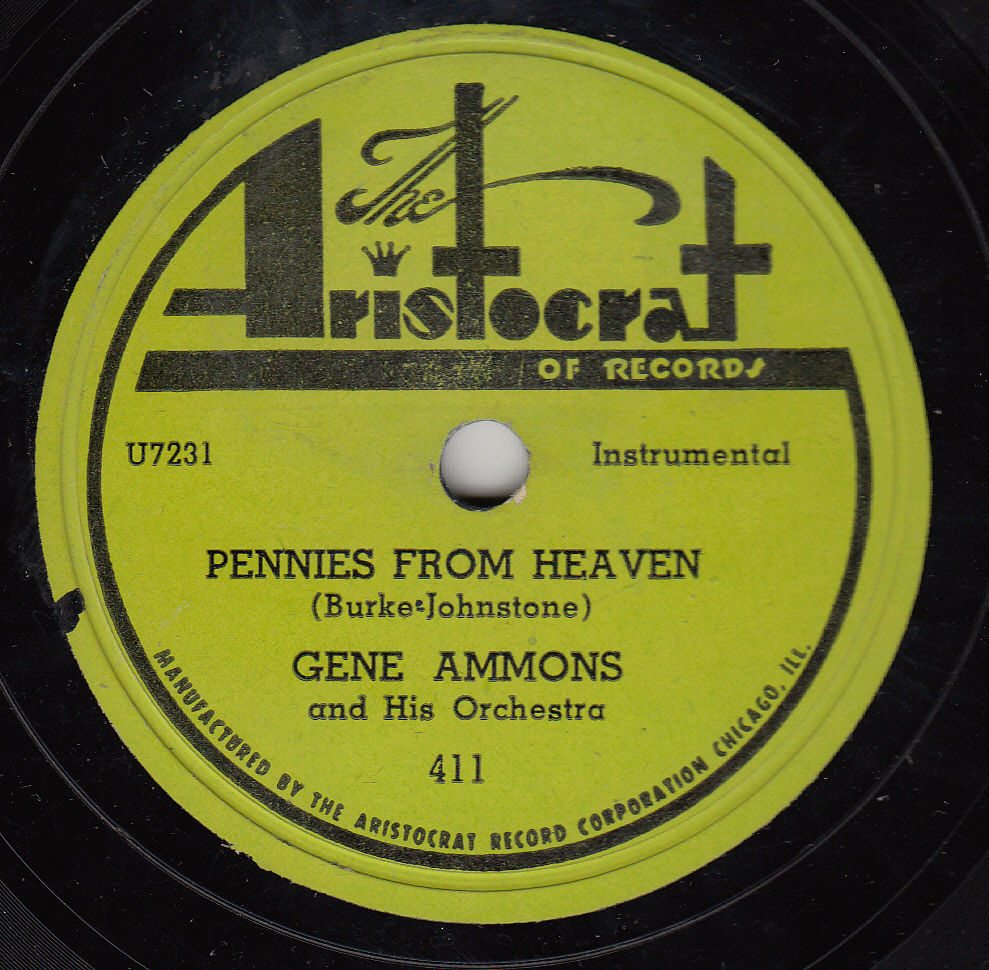 The Aristocrat
OF RECORDS
U7231
Instrumental
PENNIES FROM HEAVEN
(Burke-Johnstone)
GENE AMMONS
and His Orchestra
411
MANUFACTURED BY THE ARISTOCRAT RECORD CORPORATION CHICAGO, ILL.